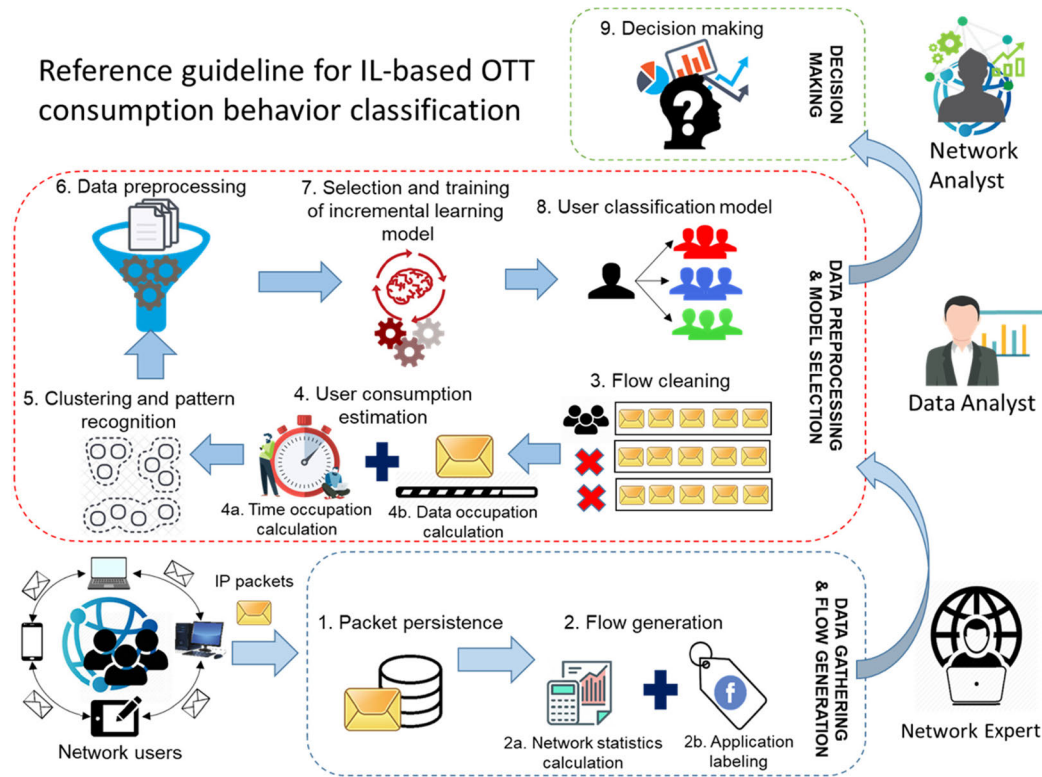 Reference guideline for IL-based OTT
consumption behavior classification
9. Decision making
DECISION
MAKING
Network
Analyst
6. Data preprocessing
7. Selection and training
of incremental learning
model
8. User classification model
DATA PREPROCESSING
& MODEL SELECTION
Data Analyst
5. Clustering and pattern
recognition
4. User consumption
estimation
3. Flow cleaning
4a. Time occupation
calculation
4b. Data occupation
calculation
IP packets
Network users
1. Packet persistence
2. Flow generation
f
2a. Network statistics
calculation
2b. Application
labeling
DATA GATHERING
& FLOW GENERATION
Network Expert